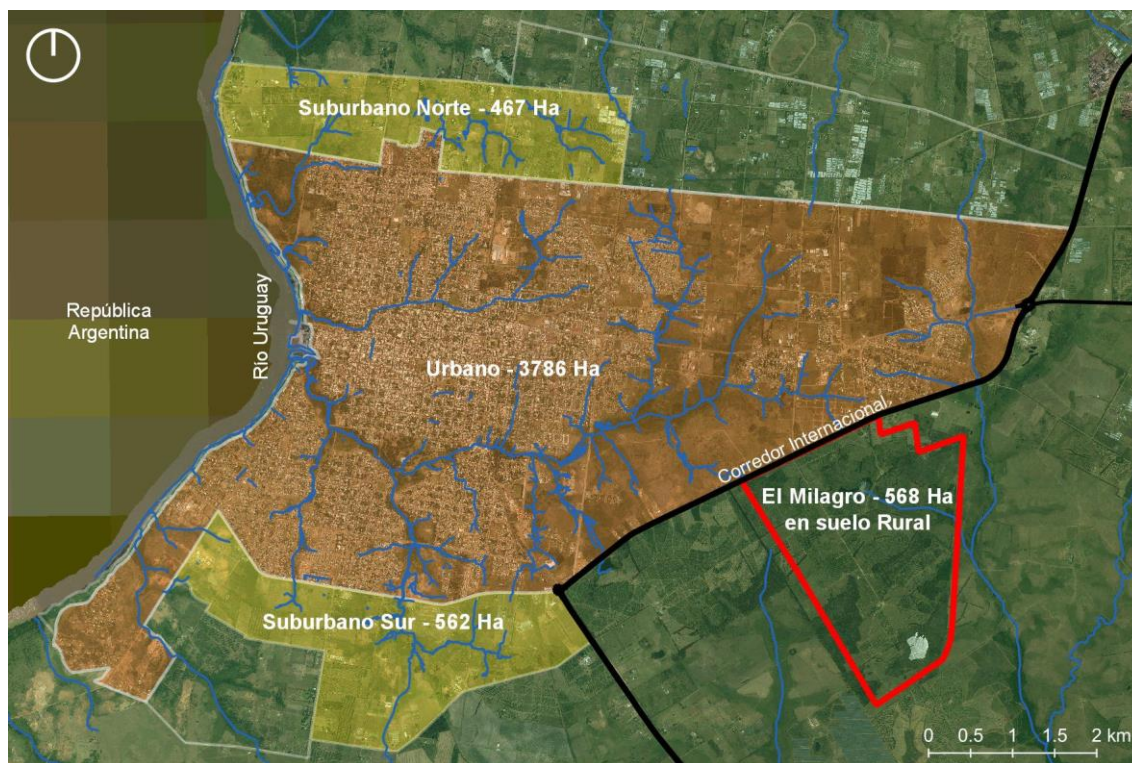 Suburbano Norte - 467 Ha
República
Argentina
Río Uruguay
Urbano - 3786 Ha
Corredor Internacional
El Milagro - 568 Ha
en suelo Rural
Suburbano Sur - 562 Ha
0 0.5 1 1.5 2 km